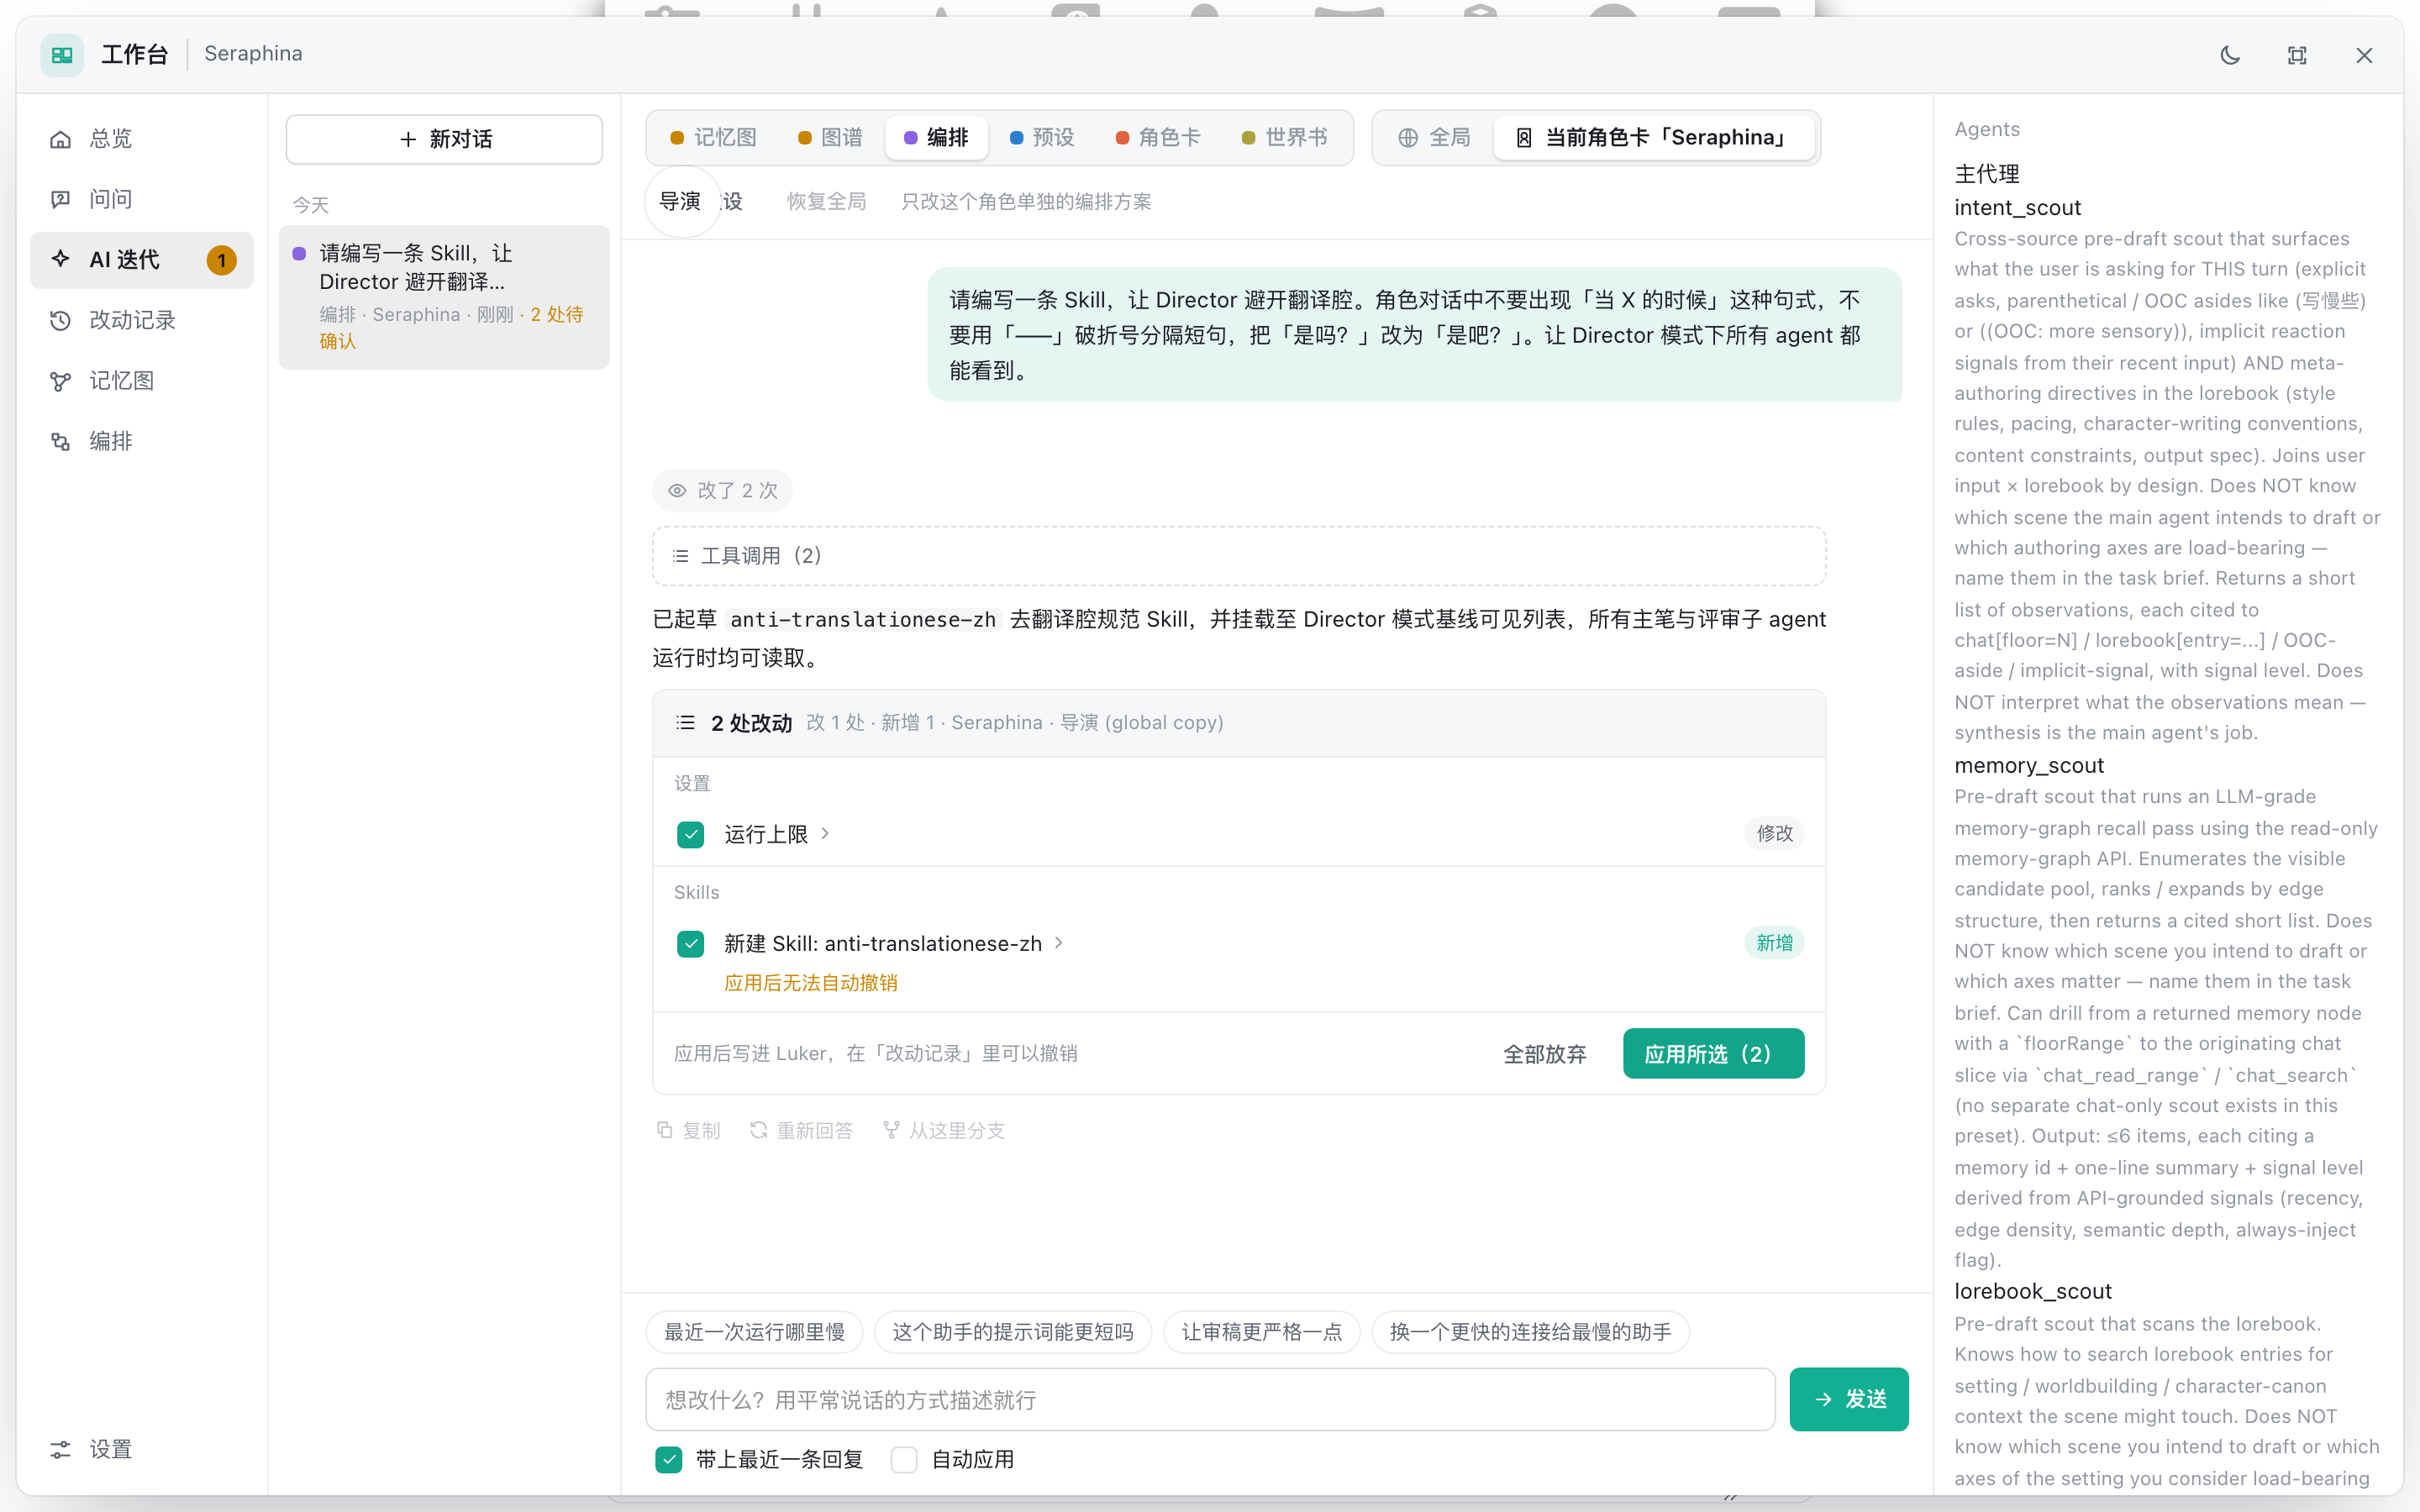 工作台
Seraphina
总览
问问
AI 迭代
1
改动记录
记忆图
编排
设置
+ 新对话
今天
请编写一条 Skill，让
Director 避开翻译...
编排 · Seraphina · 刚刚 · 2 处待
确认
记忆图
图谱
编排
预设
角色卡
世界书
全局
当前角色卡「Seraphina」
导演
设
恢复全局
只改这个角色单独的编排方案
请编写一条 Skill，让 Director 避开翻译腔。角色对话中不要出现「当 X 的时候」这种句式，不
要用「——」破折号分隔短句，把「是吗？」改为「是吧？」。让 Director 模式下所有 agent 都
能看到。
改了 2 次
工具调用（2）
已起草 anti-translationese-zh 去翻译腔规范 Skill，并挂载至 Director 模式基线可见列表，所有主笔与评审子 agent
运行时均可读取。
2 处改动 改 1 处 · 新增 1 · Seraphina · 导演 (global copy)
设置
运行上限
修改
Skills
新建 Skill: anti-translationese-zh
新增
应用后无法自动撤销
应用后写进 Luker，在「改动记录」里可以撤销
全部放弃
应用所选（2）
复制
重新回答
从这里分支
最近一次运行哪里慢
这个助手的提示词能更短吗
让审稿更严格一点
换一个更快的连接给最慢的助手
想改什么？用平常说话的方式描述就行
发送
带上最近一条回复
自动应用
Agents
主代理
intent_scout
Cross-source pre-draft scout that surfaces
what the user is asking for THIS turn (explicit
asks, parenthetical / OOC asides like (写慢些)
or ((OOC: more sensory)), implicit reaction
signals from their recent input) AND meta-
authoring directives in the lorebook (style
rules, pacing, character-writing conventions,
content constraints, output spec). Joins user
input × lorebook by design. Does NOT know
which scene the main agent intends to draft or
which authoring axes are load-bearing —
name them in the task brief. Returns a short
list of observations, each cited to
chat[floor=N] / lorebook[entry=...] / OOC-
aside / implicit-signal, with signal level. Does
NOT interpret what the observations mean —
synthesis is the main agent's job.
memory_scout
Pre-draft scout that runs an LLM-grade
memory-graph recall pass using the read-only
memory-graph API. Enumerates the visible
candidate pool, ranks / expands by edge
structure, then returns a cited short list. Does
NOT know which scene you intend to draft or
which axes matter — name them in the task
brief. Can drill from a returned memory node
with a `floorRange` to the originating chat
slice via `chat_read_range` / `chat_search`
(no separate chat-only scout exists in this
preset). Output: ≤6 items, each citing a
memory id + one-line summary + signal level
derived from API-grounded signals (recency,
edge density, semantic depth, always-inject
flag).
lorebook_scout
Pre-draft scout that scans the lorebook.
Knows how to search lorebook entries for
setting / worldbuilding / character-canon
context the scene might touch. Does NOT
know which scene you intend to draft or which
axes of the setting you consider load-bearing